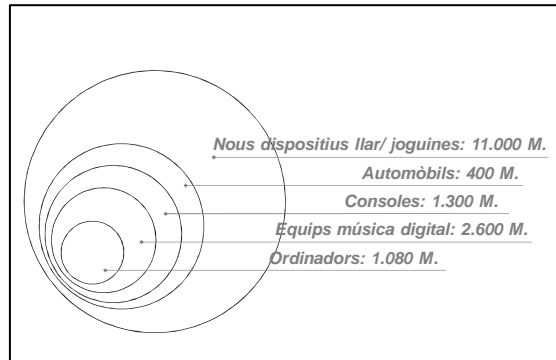 Nous dispositius llar/ joguines: 11.000 M.
Automòbils: 400 M.
Consoles: 1.300 M.
Equips música digital: 2.600 M.
Ordinadors: 1.080 M.